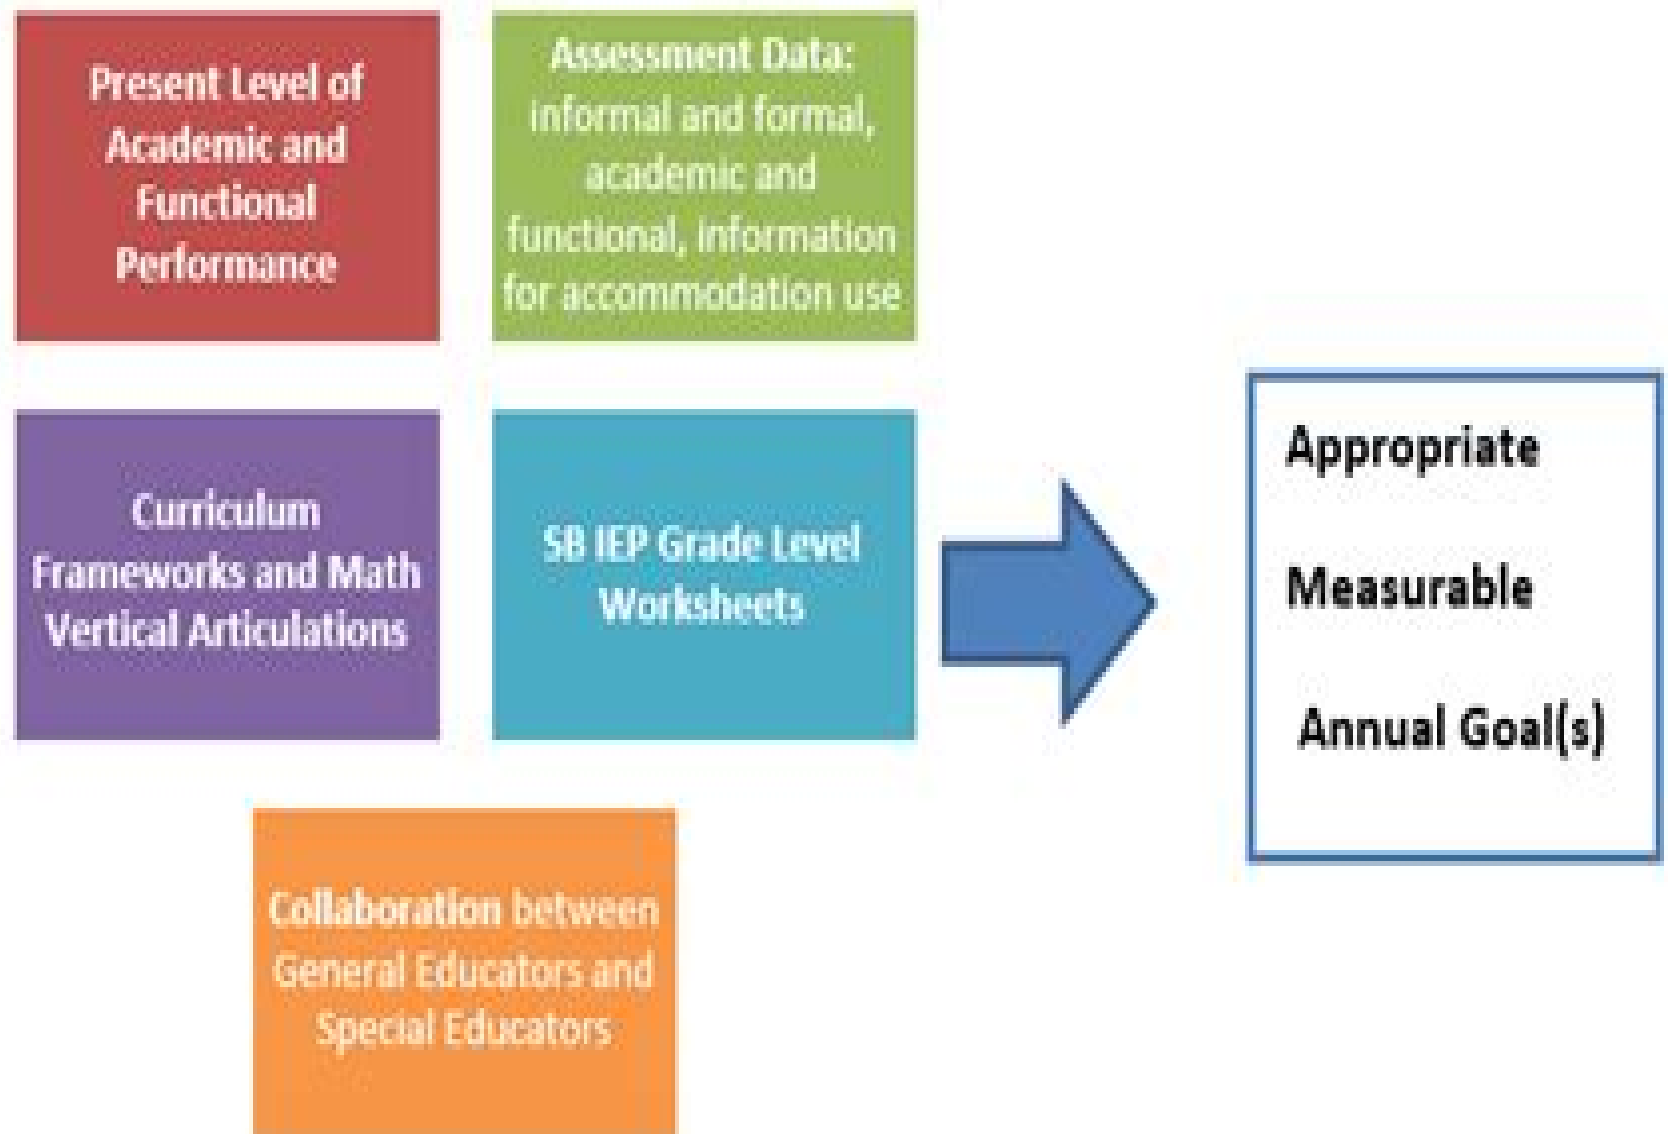 Present Level of
Academic and
Functional
Performance
Assessment Data:
informal and formal,
academic and
functional, information
for accommodation use
Curriculum
Frameworks and Math
Vertical Articulations
SB IEP Grade Level
Worksheets
Collaboration between
General Educators and
Special Educators
Appropriate
Measurable
Annual Goal(s)